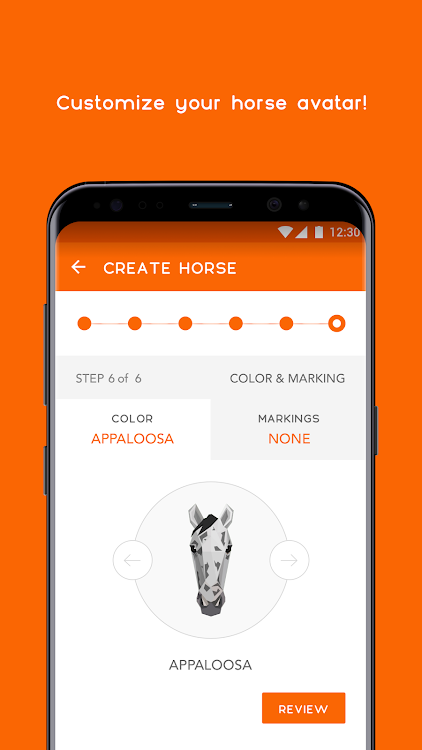 Customize your horse avatar!
12:30
CREATE HORSE
STEP 6 of 6
COLOR & MARKING
COLOR
APPALOOSA
MARKINGS
NONE
APPALOOSA
REVIEW